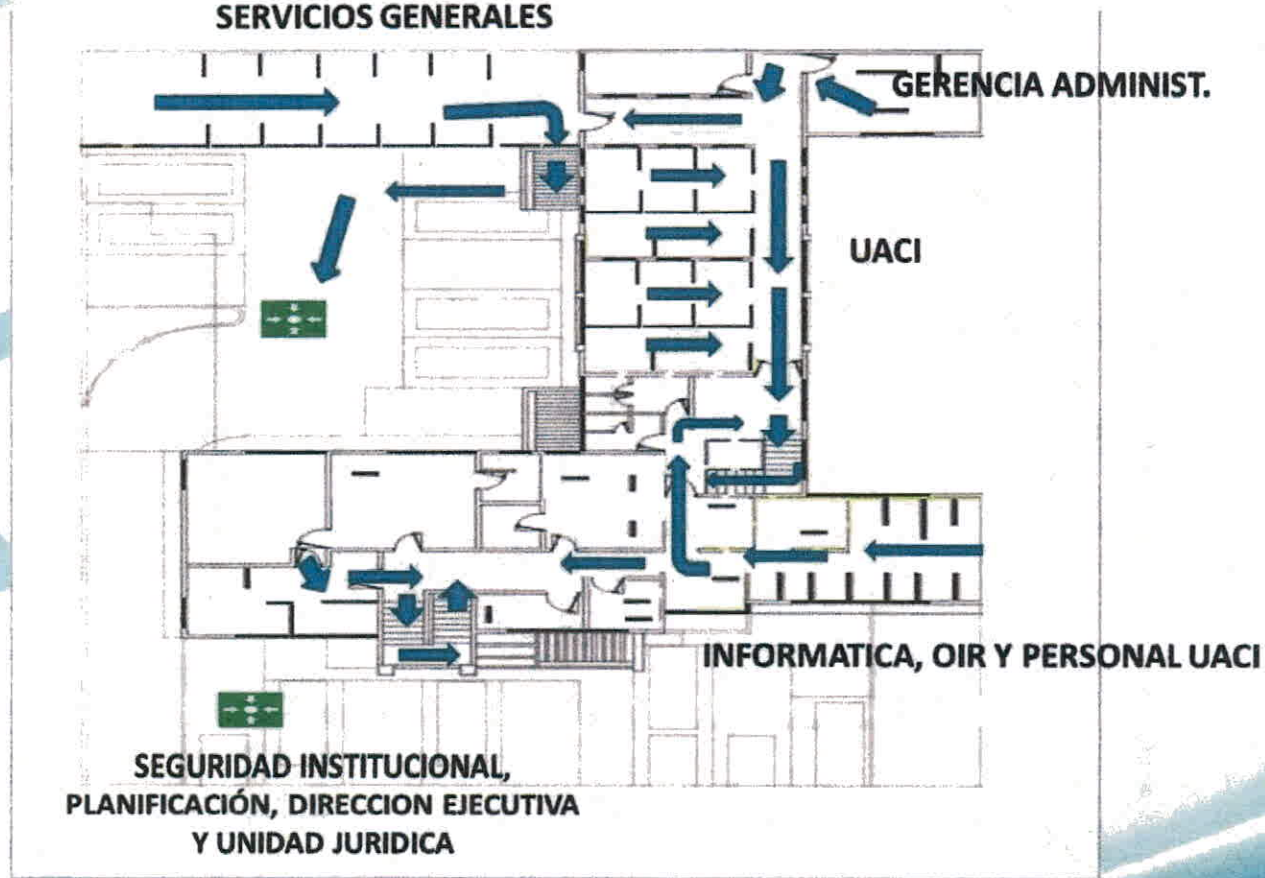 SERVICIOS GENERALES
GERENCIA ADMINIST.
UACI
INFORMATICA, OIR Y PERSONAL UACI
SEGURIDAD INSTITUCIONAL,
PLANIFICACIÓN, DIRECCION EJECUTIVA
Y UNIDAD JURIDICA